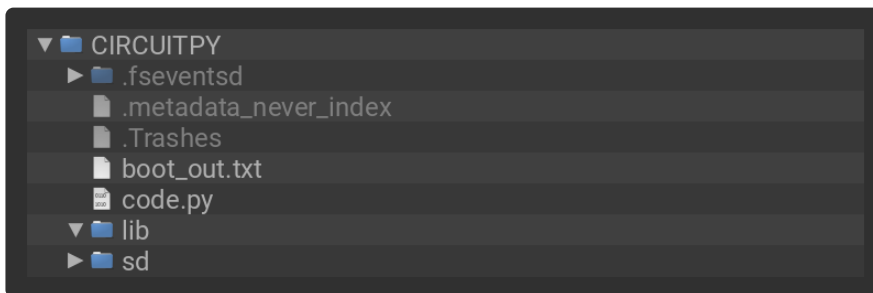 CIRCUITPY
.fseventsd
.metadata_never_index
.Trashes
boot_out.txt
code.py
lib
sd